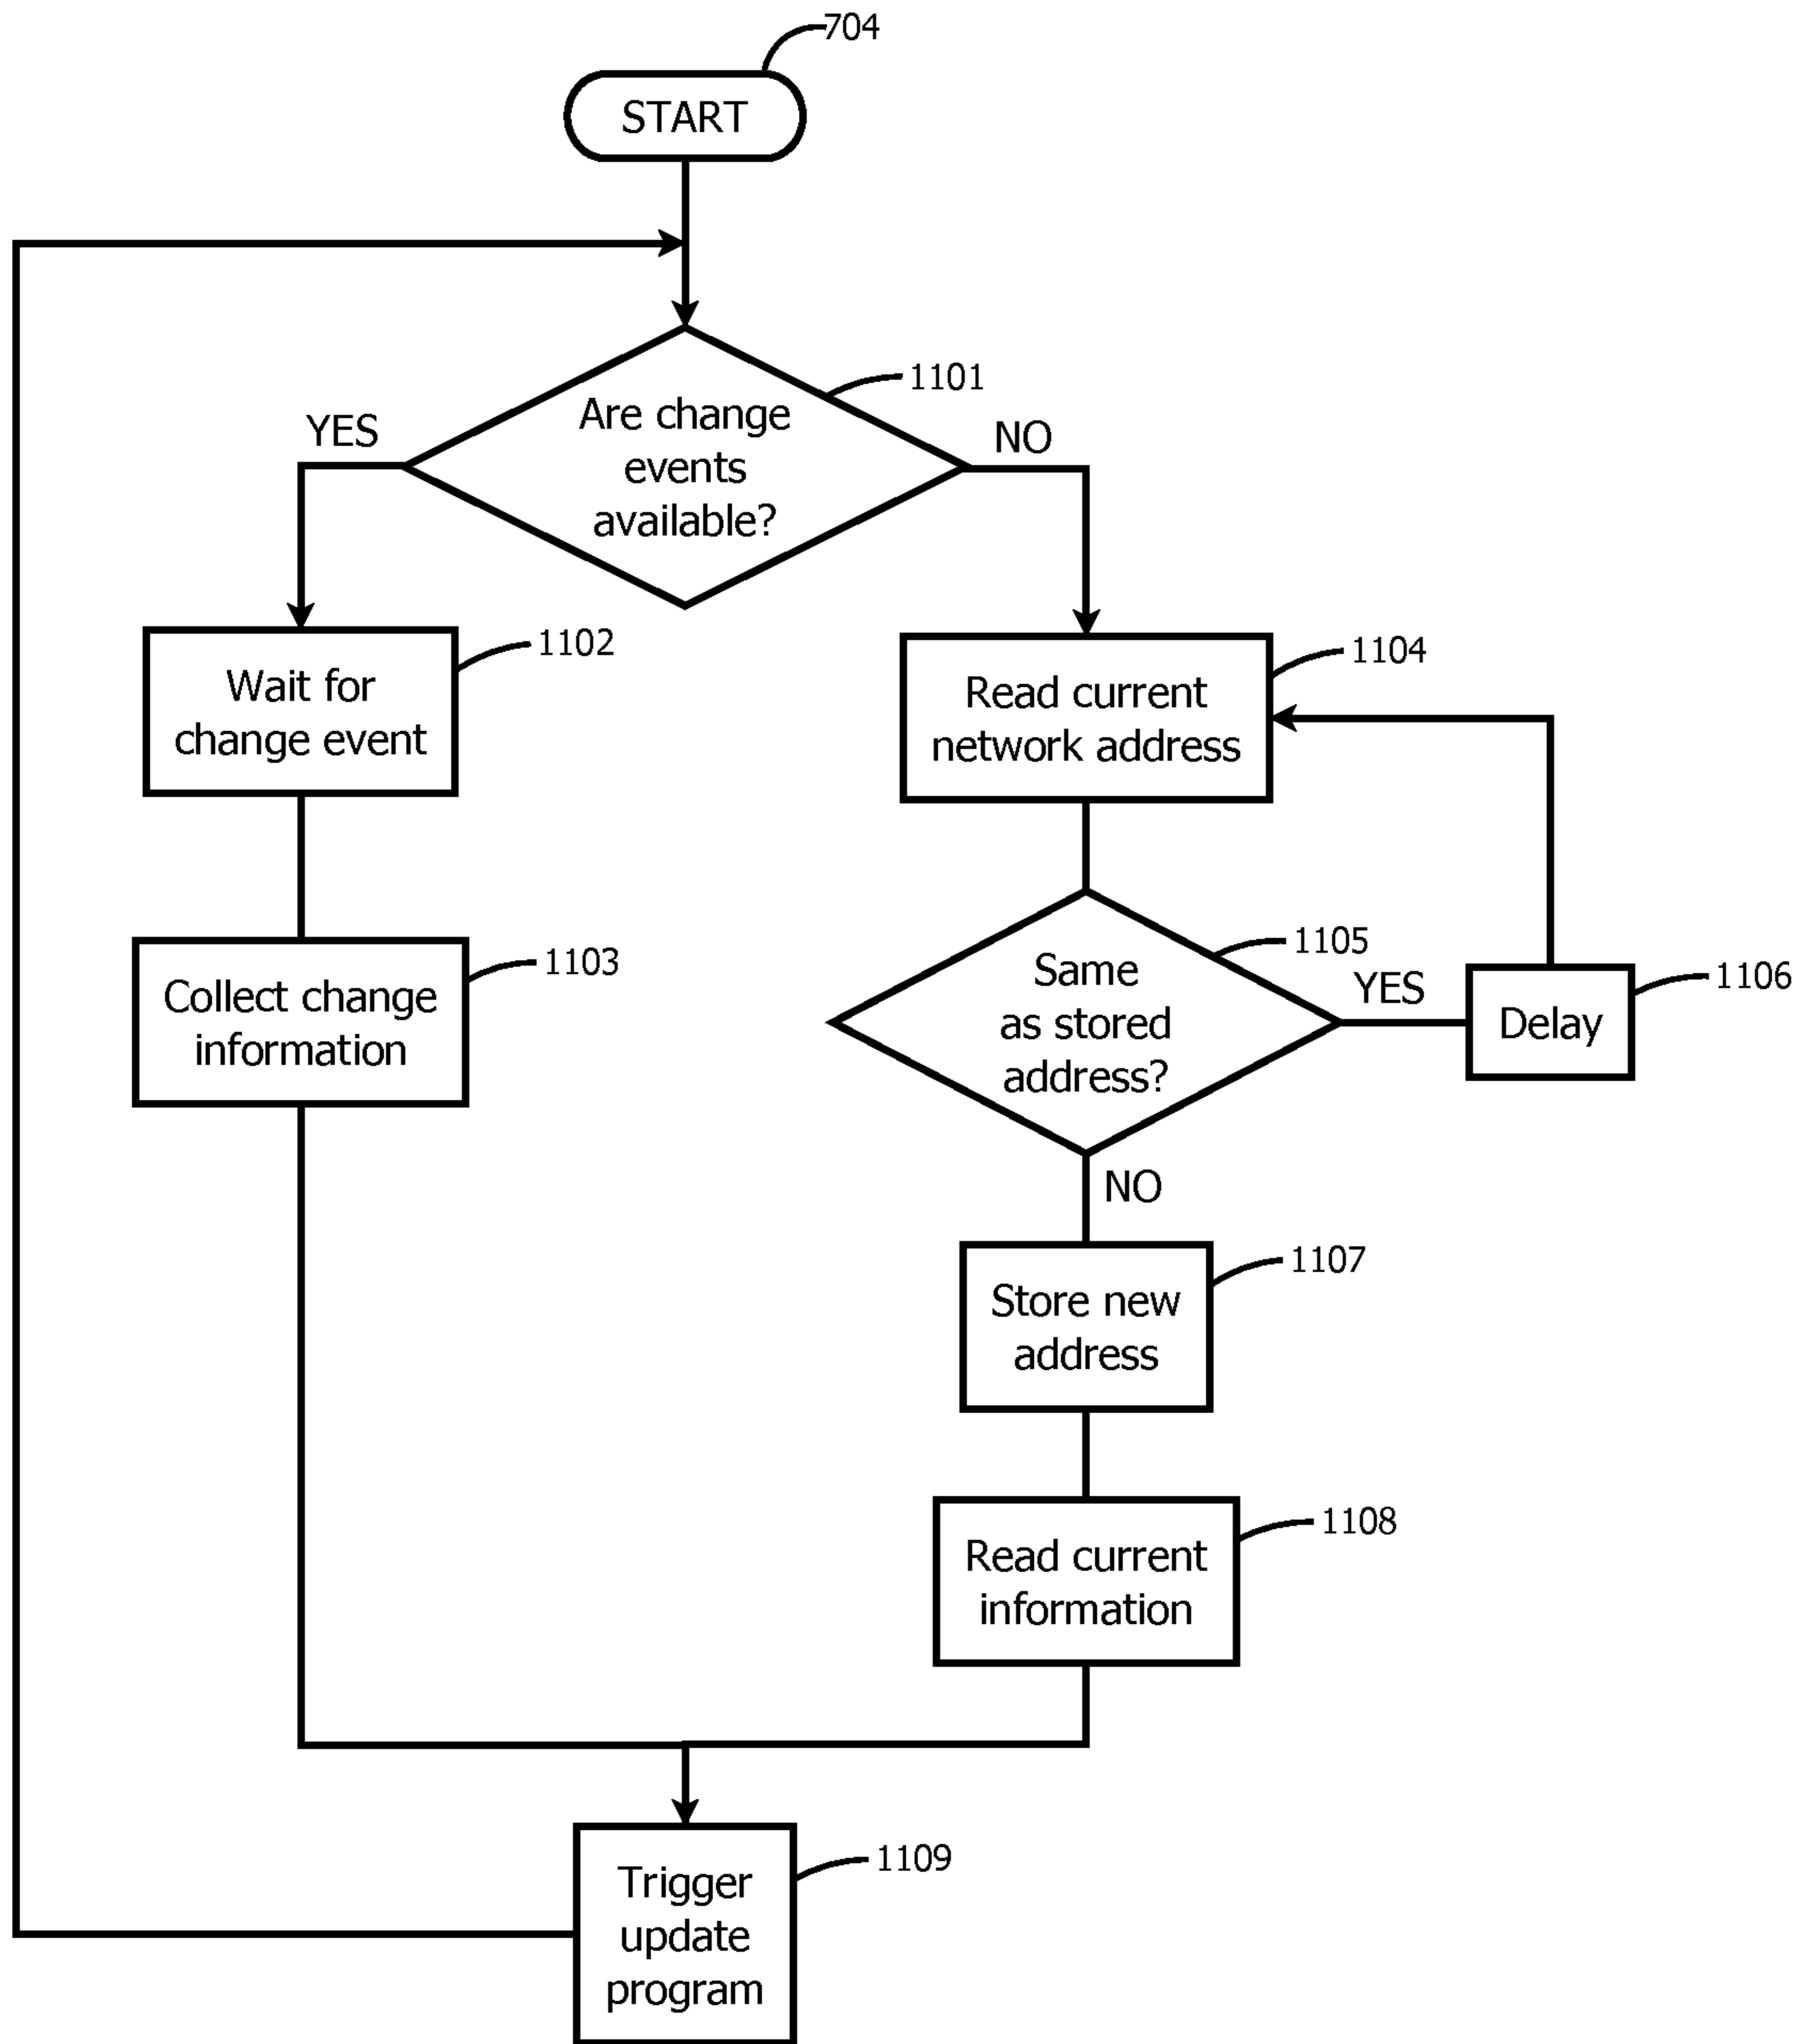 704
START
1101
Are change
events
available?
YES
NO
1102
Wait for
change event
1104
Read current
network address
1103
Collect change
information
1105
Same
as stored
address?
YES
1106
Delay
NO
1107
Store new
address
1108
Read current
information
1109
Trigger
update
program